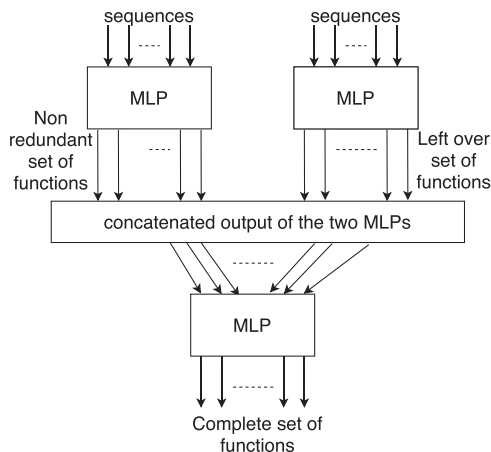 sequences
sequences
MLP
MLP
Non
redundant
set of
functions
Left over
set of
functions
concatenated output of the two MLPs
MLP
Complete set of
functions